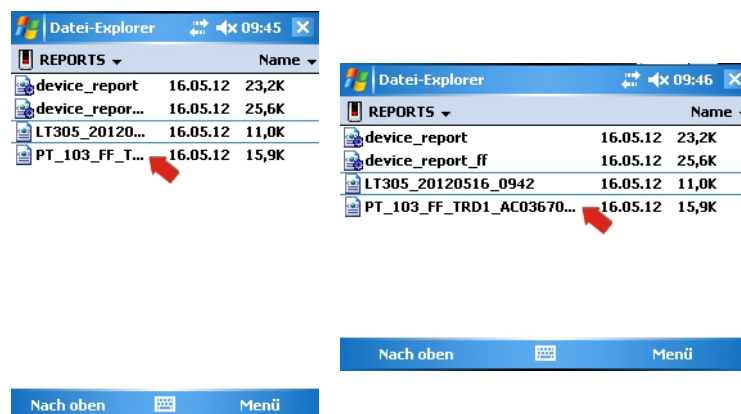 Datei-Explorer 09:45
REPORTS Name
device_report 16.05.12 23,2K
device_repor... 16.05.12 25,6K
LT305_20120... 16.05.12 11,0K
PT_103_FF_T... 16.05.12 15,9K
Nach oben Menü
Datei-Explorer 09:46
REPORTS Name
device_report 16.05.12 23,2K
device_report_ff 16.05.12 25,6K
LT305_20120516_0942 16.05.12 11,0K
PT_103_FF_TRD1_AC03670... 16.05.12 15,9K
Nach oben Menü